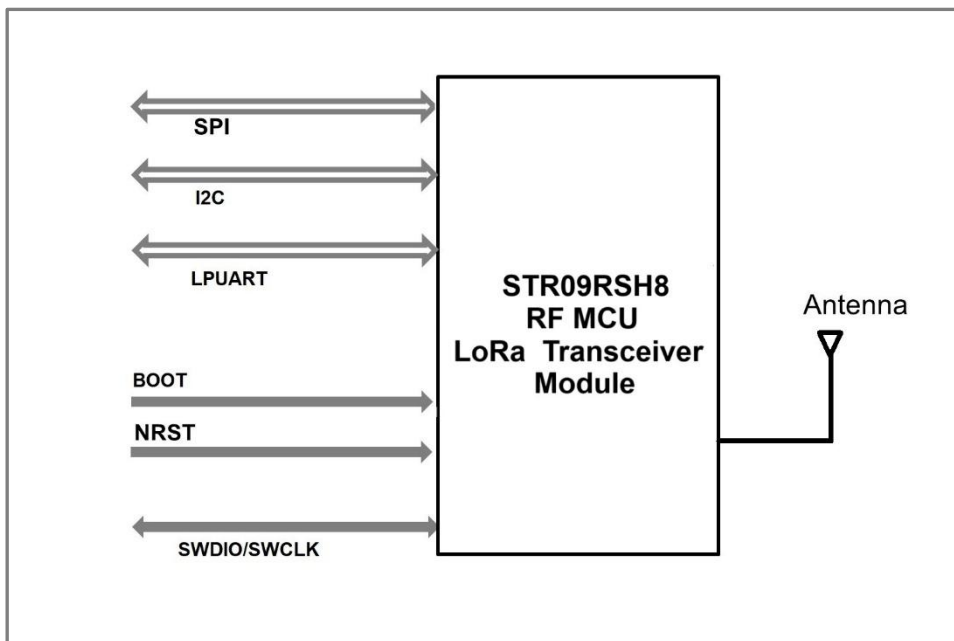 SPI
I2C
LPUART
BOOT
NRST
SWDIO/SWCLK
STR09RSH8
RF MCU
LoRa Transceiver
Module
Antenna